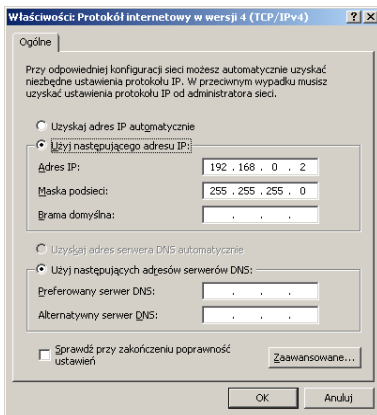 Właściwości: Protokół internetowy w wersji 4 (TCP/IPv4)
Ogólne
Przy odpowiedniej konfiguracji sieci możesz automatycznie uzyskać
niezbędne ustawienia protokołu IP. W przeciwnym wypadku musisz
uzyskać ustawienia protokołu IP od administratora sieci.
Uzyskaj adres IP automatycznie
Użyj następującego adresu IP:
Adres IP: 192 . 168 . 0 . 2
Maska podsieci: 255 . 255 . 255 . 0
Brama domyślna: . . .
Uzyskaj adres serwera DNS automatycznie
Użyj następujących adresów serwerów DNS:
Preferowany serwer DNS: . . .
Alternatywny serwer DNS: . . .
Sprawdź przy zakończeniu poprawność
ustawień
Zaawansowane...
OK Anuluj